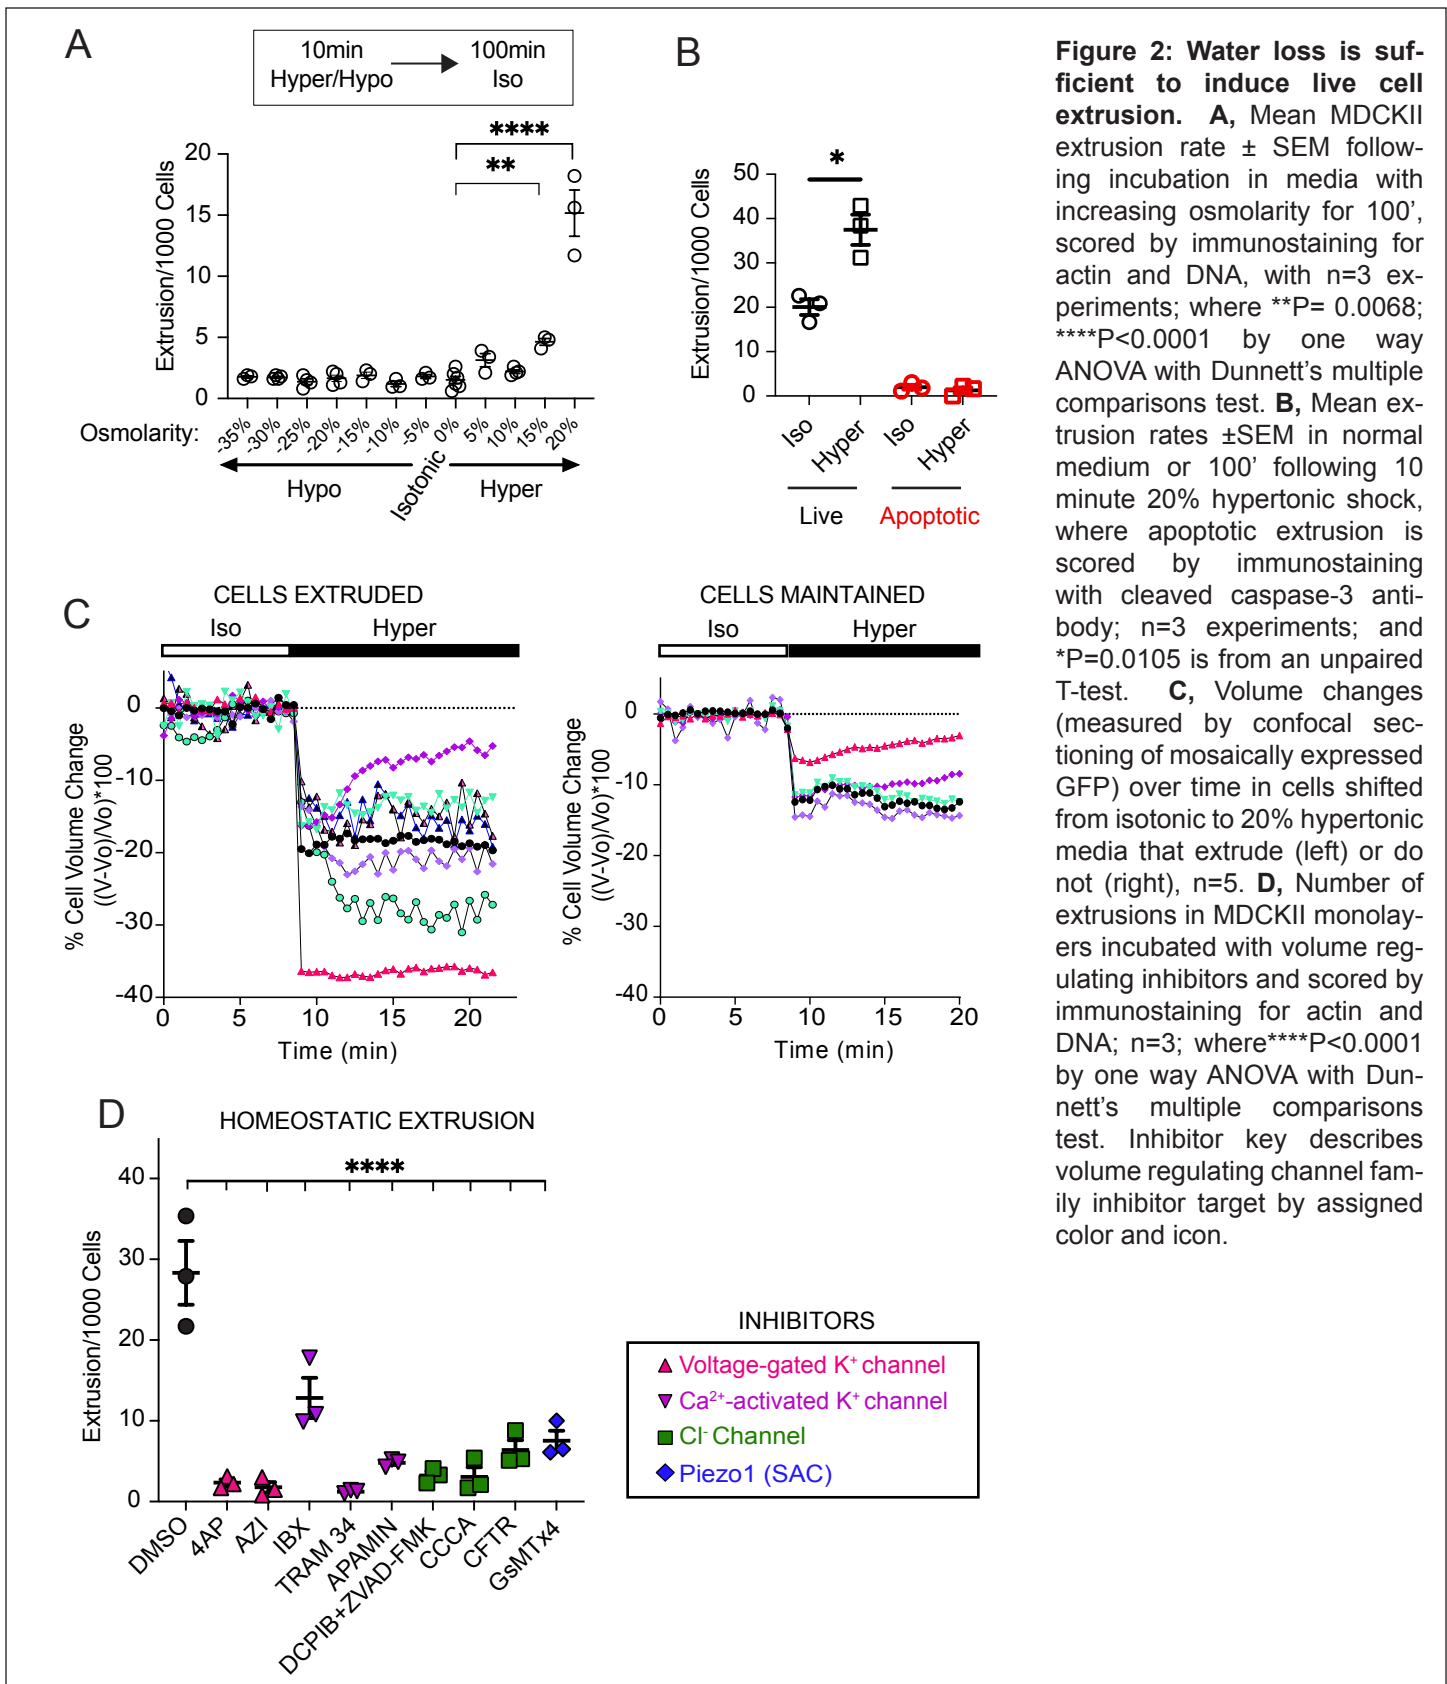 A
10min
Hyper/Hypo
100min
Iso
****
**
Extrusion/1000 Cells
20
15
10
5
0
Osmolarity:
-35%
-30%
-25%
-20%
-15%
-10%
-5%
0%
5%
10%
15%
20%
Hypo
Isotonic
Hyper
B
*
Extrusion/1000 Cells
50
40
30
20
10
0
Iso
Hyper
Iso
Hyper
Live
Apoptotic
Figure 2: Water loss is suf-
ficient to induce live cell
extrusion. A, Mean MDCKII
extrusion rate ± SEM follow-
ing incubation in media with
increasing osmolarity for 100’,
scored by immunostaining for
actin and DNA, with n=3 ex-
periments; where **P= 0.0068;
****P<0.0001 by one way
ANOVA with Dunnett’s multiple
comparisons test. B, Mean ex-
trusion rates ±SEM in normal
medium or 100’ following 10
minute 20% hypertonic shock,
where apoptotic extrusion is
scored by immunostaining
with cleaved caspase-3 anti-
body; n=3 experiments; and
*P=0.0105 is from an unpaired
T-test. C, Volume changes
(measured by confocal sec-
tioning of mosaically expressed
GFP) over time in cells shifted
from isotonic to 20% hypertonic
media that extrude (left) or do
not (right), n=5. D, Number of
extrusions in MDCKII monolay-
ers incubated with volume reg-
ulating inhibitors and scored by
immunostaining for actin and
DNA; n=3; where****P<0.0001
by one way ANOVA with Dun-
nett’s multiple comparisons
test. Inhibitor key describes
volume regulating channel fam-
ily inhibitor target by assigned
color and icon.
C
CELLS EXTRUDED
Iso
Hyper
% Cell Volume Change
((V-Vo)/Vo)*100
0
-10
-20
-30
-40
0
5
10
15
20
Time (min)
CELLS MAINTAINED
Iso
Hyper
% Cell Volume Change
((V-Vo)/Vo)*100
0
-10
-20
-30
-40
0
5
10
15
20
Time (min)
D
HOMEOSTATIC EXTRUSION
****
Extrusion/1000 Cells
40
30
20
10
0
DMSO
4AP
AZI
IBX
TRAM 34
APAMIN
DCPIB+ZVAD-FMK
CCCA
CFTR
GsMTx4
INHIBITORS
Voltage-gated K⁺ channel
Ca²⁺-activated K⁺ channel
Cl⁻ Channel
Piezo1 (SAC)